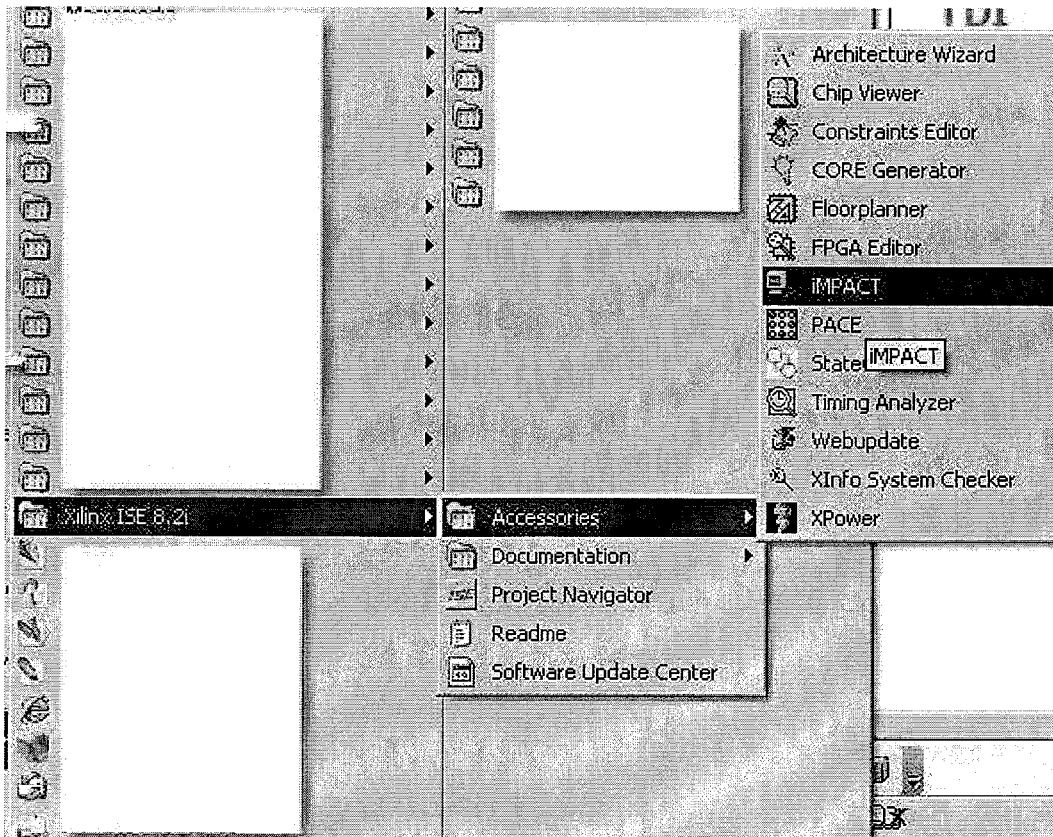 Architecture Wizard
Chip Viewer
Constraints Editor
CORE Generator
Floorplanner
FPGA Editor
iMPACT
PACE
State
iMPACT
Timing Analyzer
Webupdate
XInfo System Checker
XPower
Xilinx ISE 8.2i
Accessories
Documentation
Project Navigator
Readme
Software Update Center